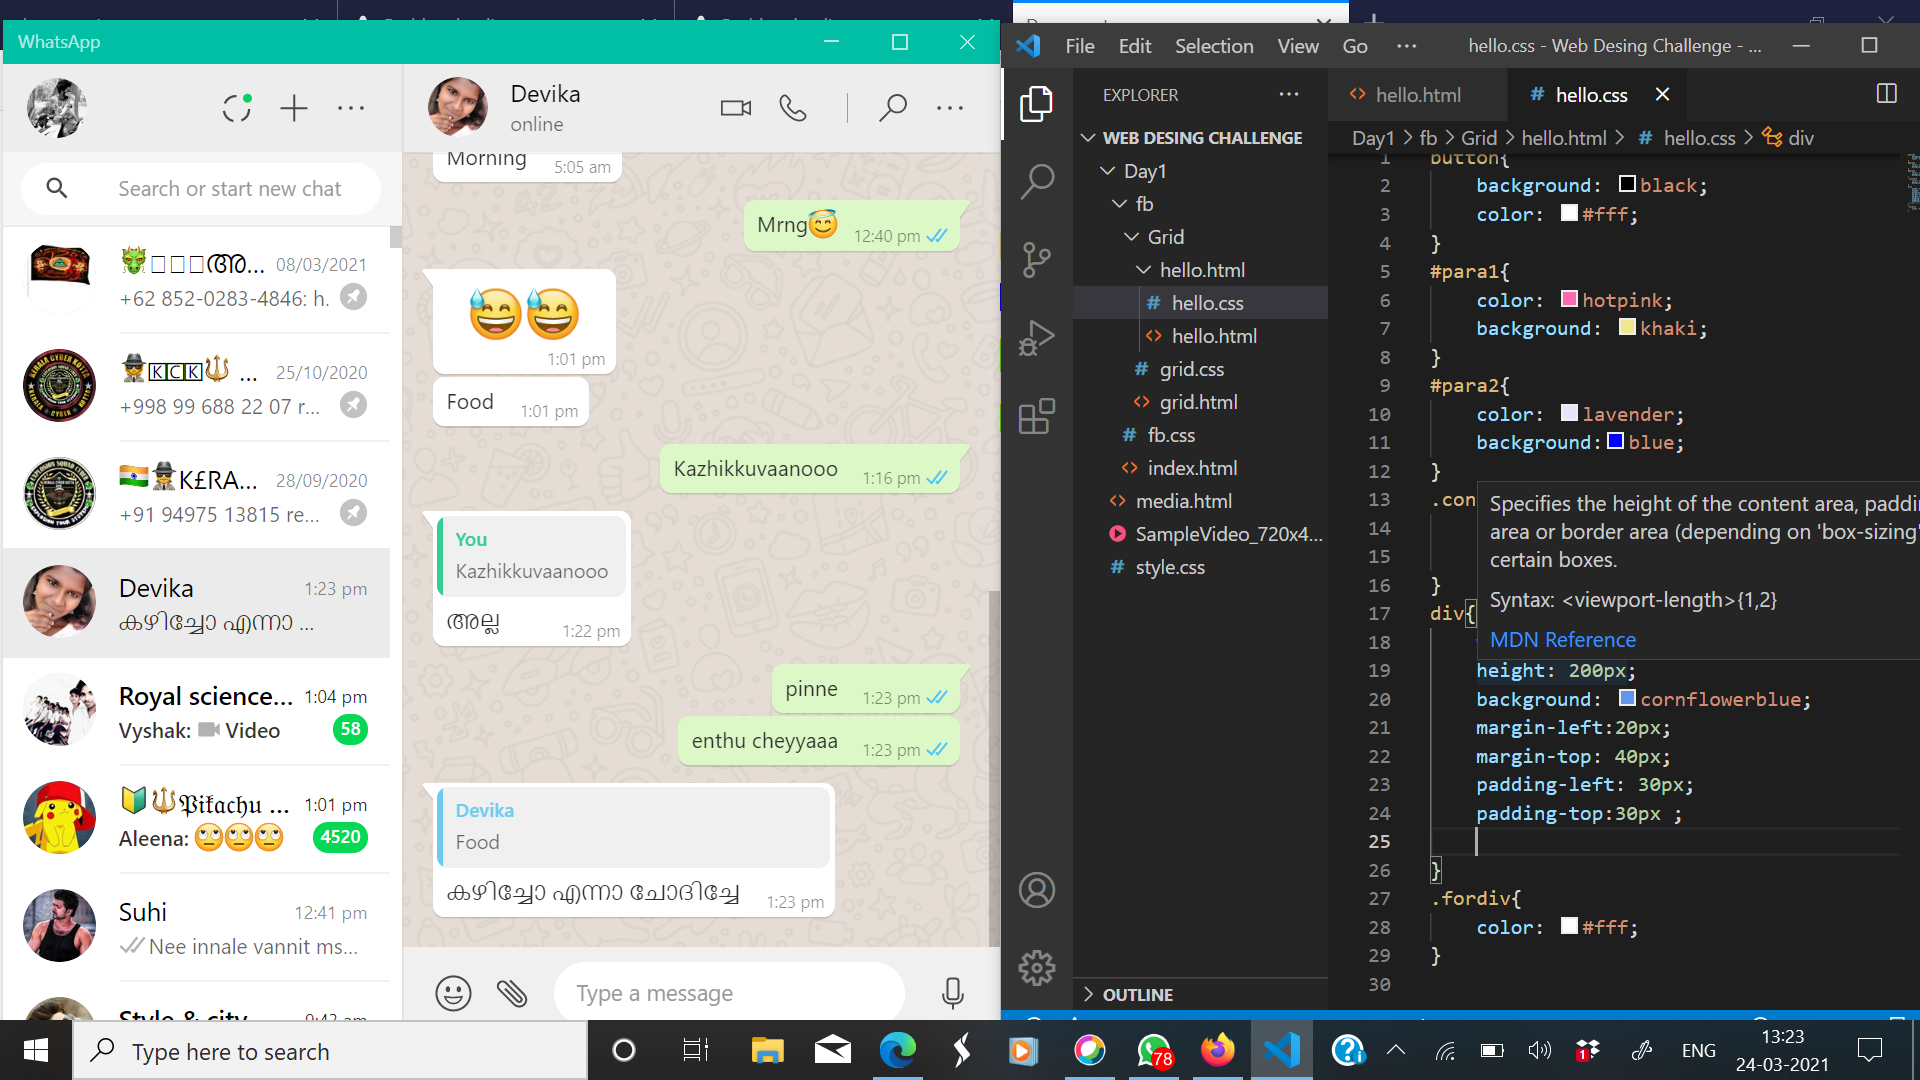 WhatsApp
Devika
online
Search or start new chat
08/03/2021
+62 852-0283-4846: h.
🕵🄺🄲🄺🔱 ...
25/10/2020
+998 99 688 22 07 r...
🇮🇳🕵K£RA...
28/09/2020
+91 94975 13815 re...
Devika
1:23 pm
കഴിച്ചോ എന്നാ ...
Royal science...
1:04 pm
Vyshak: Video
58
🔰🔱𝔓𝔦𝔨𝔞𝔠𝔥𝔲 ...
1:01 pm
Aleena: 🙄🙄🙄
4520
Suhi
12:41 pm
Nee innale vannit ms...
Morning
5:05 am
Mrng😇
12:40 pm
😅😅
1:01 pm
Food
1:01 pm
Kazhikkuvaanooo
1:16 pm
You
Kazhikkuvaanooo
അല്ല
1:22 pm
pinne
1:23 pm
enthu cheyyaaa
1:23 pm
Devika
Food
കഴിച്ചോ എന്നാ ചോദിച്ചേ
1:23 pm
Type a message
File Edit Selection View Go ···
hello.css - Web Desing Challenge - ...
EXPLORER
WEB DESING CHALLENGE
Day1
fb
Grid
hello.html
# hello.css
<> hello.html
# grid.css
<> grid.html
# fb.css
<> index.html
<> media.html
SampleVideo_720x4...
# style.css
OUTLINE
<> hello.html
# hello.css
Day1 > fb > Grid > hello.html > # hello.css > div
1 button{
2 background: black;
3 color: #fff;
4 }
5 #para1{
6 color: hotpink;
7 background: khaki;
8 }
9 #para2{
10 color: lavender;
11 background:blue;
12 }
13 .con
14
15
16 }
17 div{
18
19 height: 200px;
20 background: cornflowerblue;
21 margin-left:20px;
22 margin-top: 40px;
23 padding-left: 30px;
24 padding-top:30px ;
25
26 }
27 .fordiv{
28 color: #fff;
29 }
30
Specifies the height of the content area,
area or border area (depending on 'box-sizing'
certain boxes.
Syntax: <viewport-length>{1,2}
MDN Reference
Type here to search
78
1
ENG
13:23
24-03-2021